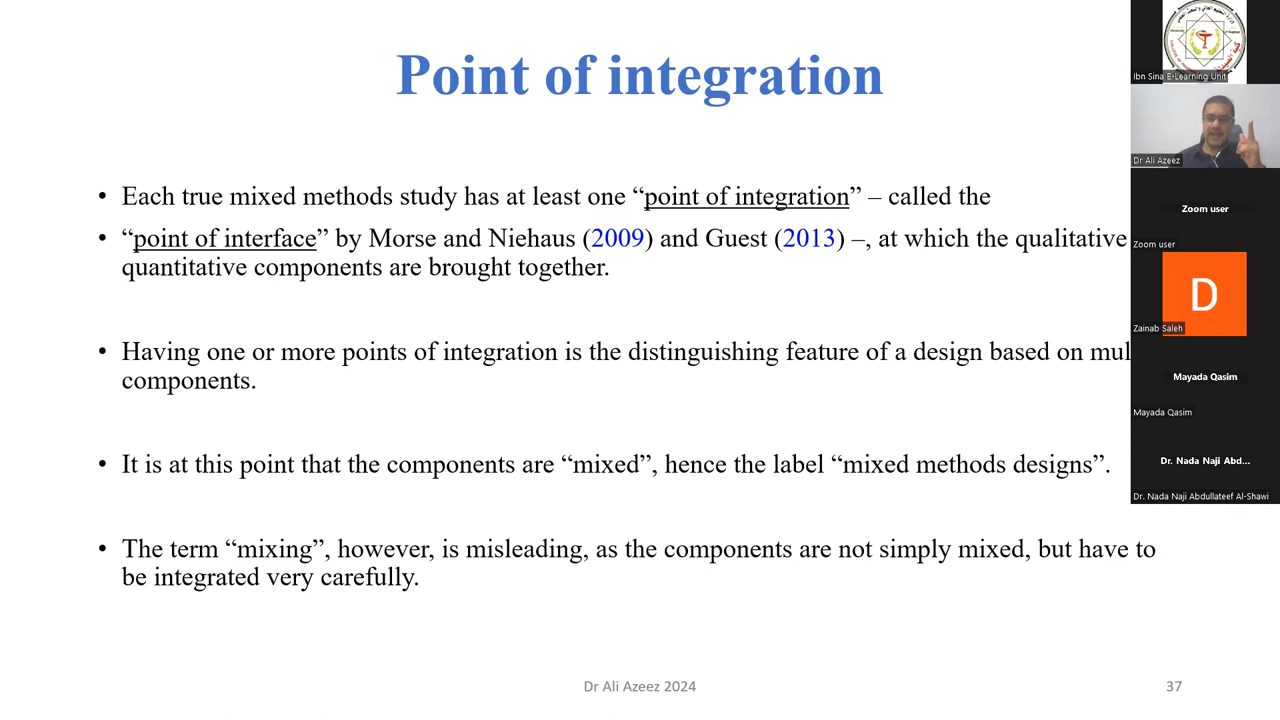 Point of integration
• Each true mixed methods study has at least one “point of integration” – called the
• “point of interface” by Morse and Niehaus (2009) and Guest (2013) –, at which the qualitative
quantitative components are brought together.
• Having one or more points of integration is the distinguishing feature of a design based on mul
components.
• It is at this point that the components are “mixed”, hence the label “mixed methods designs”.
• The term “mixing”, however, is misleading, as the components are not simply mixed, but have to
be integrated very carefully.
Dr Ali Azeez 2024
37
Ibn Sina E-Learning Unit
Dr Ali Azeez
Zoom user
Zoom user
D
Zainab Saleh
Mayada Qasim
Mayada Qasim
Dr. Nada Naji Abd...
Dr. Nada Naji Abdullateef Al-Shawi